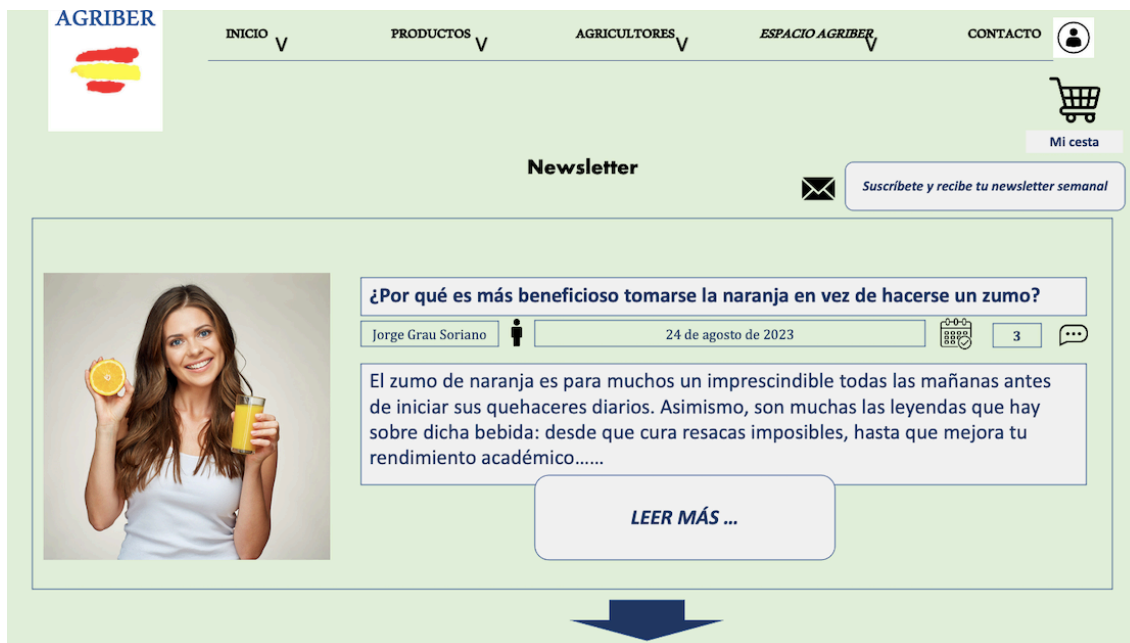 AGRIBER
INICIO V
PRODUCTOS V
AGRICULTORES V
ESPACIO AGRIBER V
CONTACTO
Mi cesta
Newsletter
Suscríbete y recibe tu newsletter semanal
¿Por qué es más beneficioso tomarse la naranja en vez de hacerse un zumo?
Jorge Grau Soriano
24 de agosto de 2023
3
El zumo de naranja es para muchos un imprescindible todas las mañanas antes
de iniciar sus quehaceres diarios. Asimismo, son muchas las leyendas que hay
sobre dicha bebida: desde que cura resacas imposibles, hasta que mejora tu
rendimiento académico……
LEER MÁS …